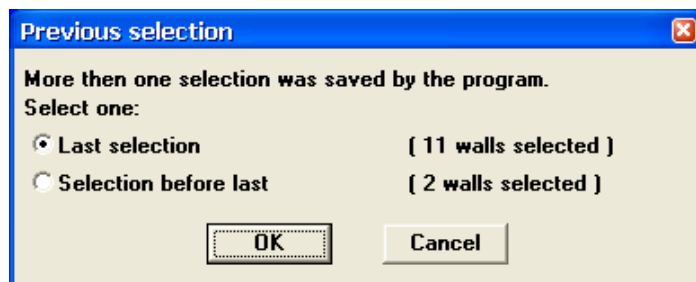 Previous selection
More then one selection was saved by the program.
Select one:
Last selection ( 11 walls selected )
Selection before last ( 2 walls selected )
OK Cancel